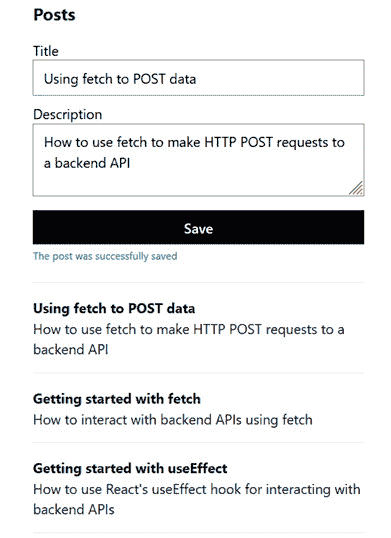 Posts
Title
Using fetch to POST data
Description
How to use fetch to make HTTP POST requests to
a backend API
Save
The post was successfully saved
Using fetch to POST data
How to use fetch to make HTTP POST requests to a
backend API
Getting started with fetch
How to interact with backend APIs using fetch
Getting started with useEffect
How to use React's useEffect hook for interacting with
backend APIs